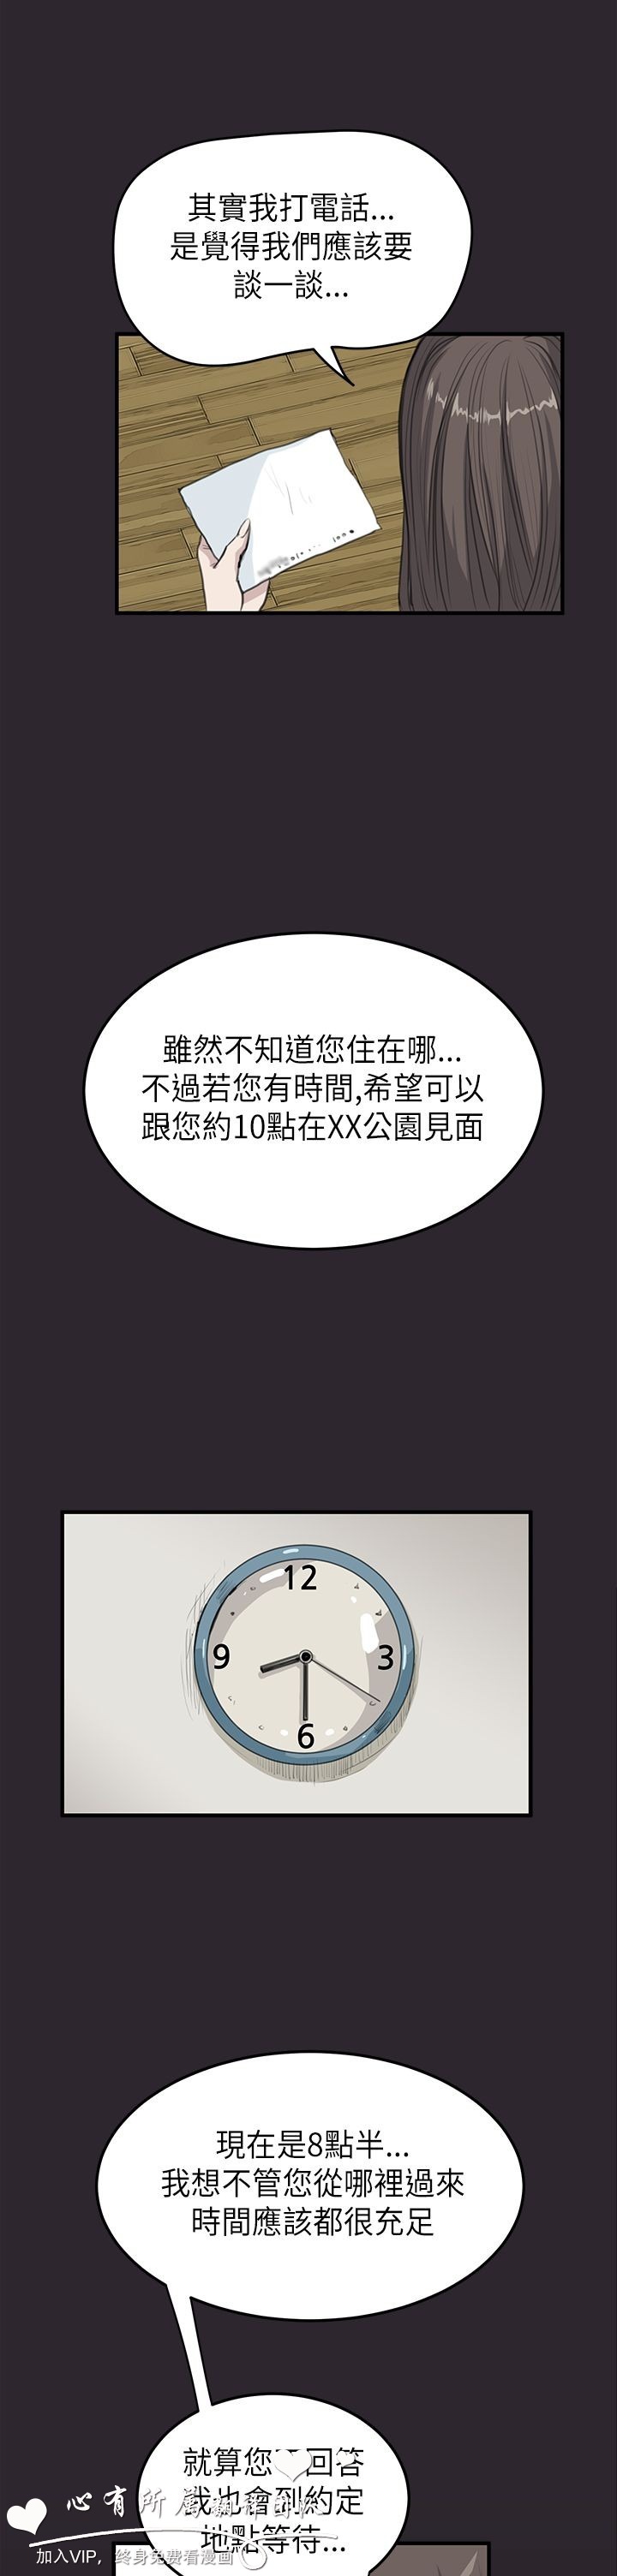 其實我打電話...
是覺得我們應該要
談一談...
雖然不知道您住在哪...
不過若您有時間,希望可以
跟您約10點在XX公園見面
12
9
3
6
現在是8點半...
我想不管您從哪裡過來
時間應該都很充足
就算您 回答
我也會到約定
地點等待...
心有所屬
加入VIP，终身免费看漫画